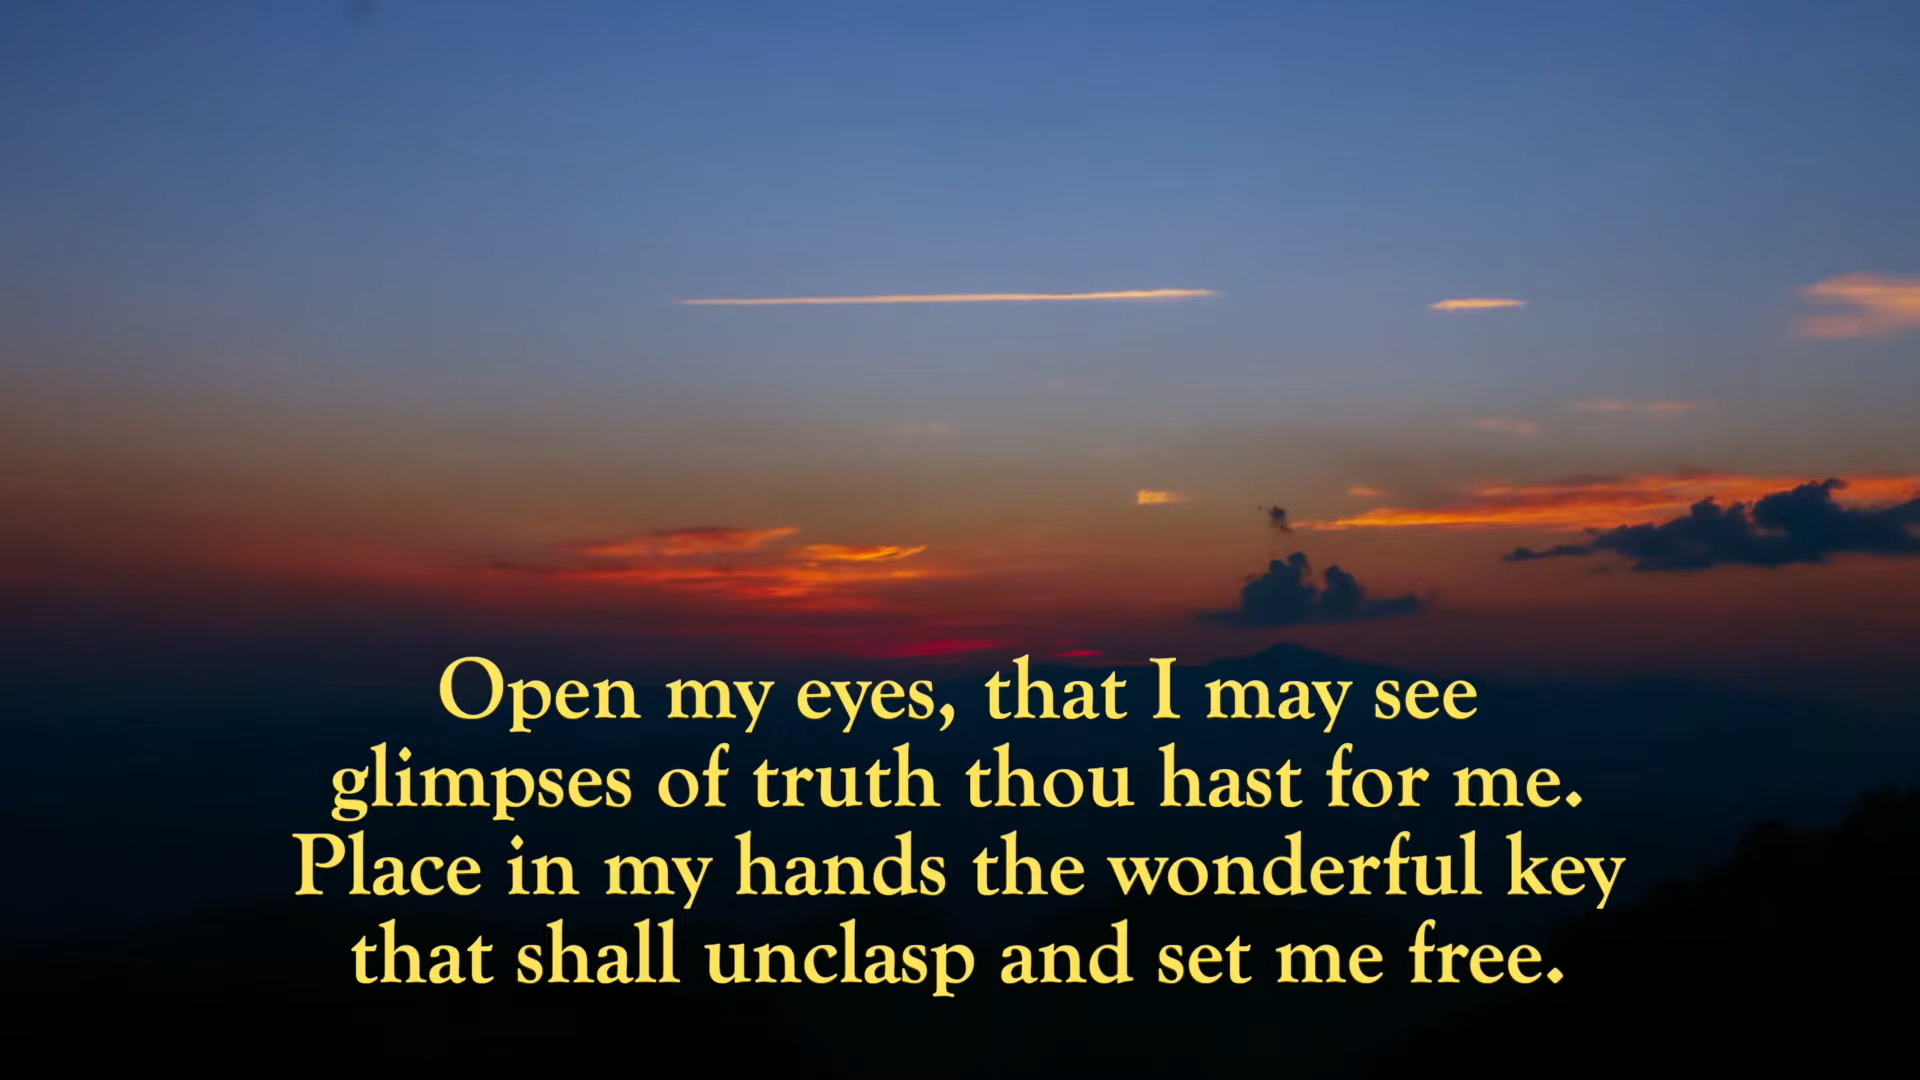 Open my eyes, that I may see
glimpses of truth thou hast for me.
Place in my hands the wonderful key
that shall unclasp and set me free.